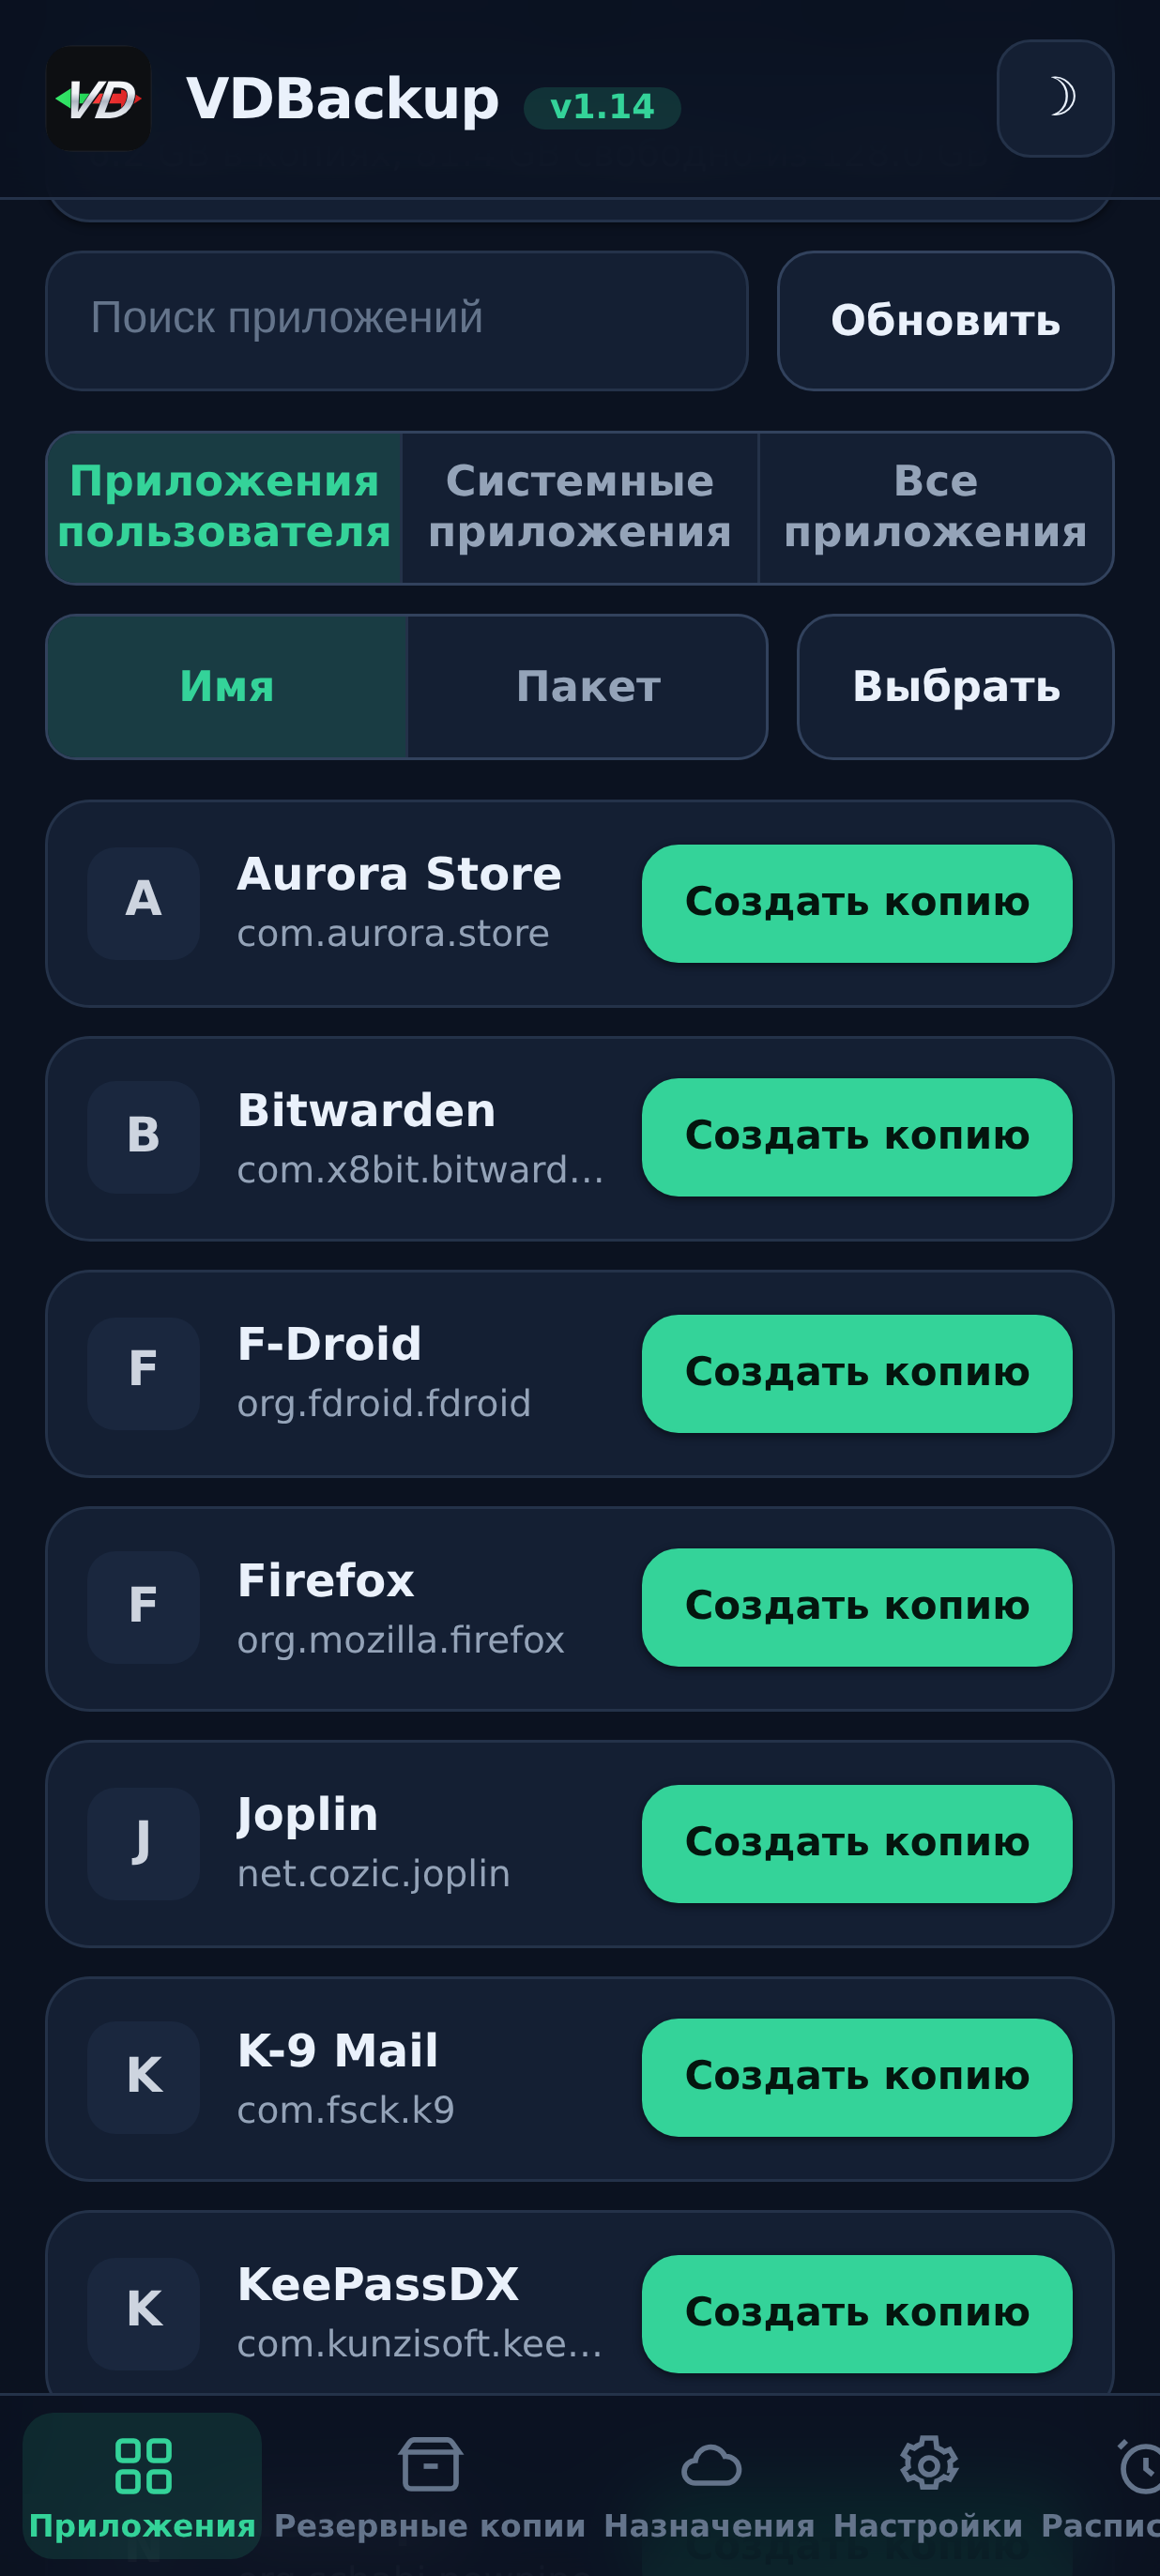 VD
VDBackup v1.14
Поиск приложений
Обновить
Приложения
пользователя
Системные
приложения
Все
приложения
Имя
Пакет
Выбрать
A
Aurora Store
com.aurora.store
Создать копию
B
Bitwarden
com.x8bit.bitward...
Создать копию
F
F-Droid
org.fdroid.fdroid
Создать копию
F
Firefox
org.mozilla.firefox
Создать копию
J
Joplin
net.cozic.joplin
Создать копию
K
K-9 Mail
com.fsck.k9
Создать копию
K
KeePassDX
com.kunzisoft.kee...
Создать копию
Приложения
Резервные копии
Назначения
Настройки
Распис